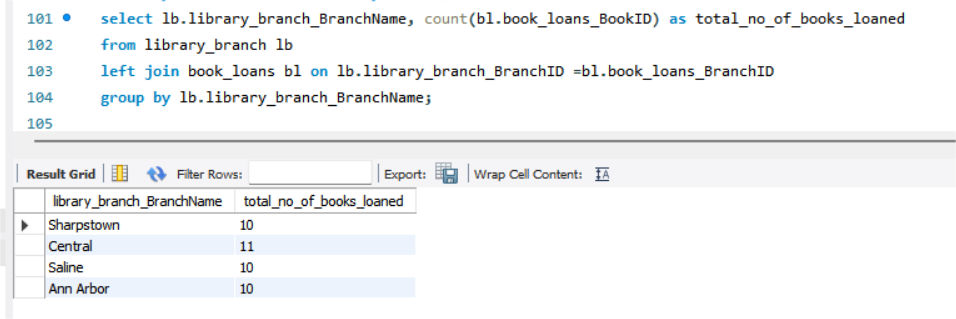 101 select lb.library_branch_BranchName, count(bl.book_loans_BookID) as total_no_of_books_loaned
102 from library_branch lb
103 left join book_loans bl on lb.library_branch_BranchID =bl.book_loans_BranchID
104 group by lb.library_branch_BranchName;
105
Result Grid Filter Rows: Export: Wrap Cell Content: IA
library_branch_BranchName total_no_of_books_loaned
Sharpstown 10
Central 11
Saline 10
Ann Arbor 10